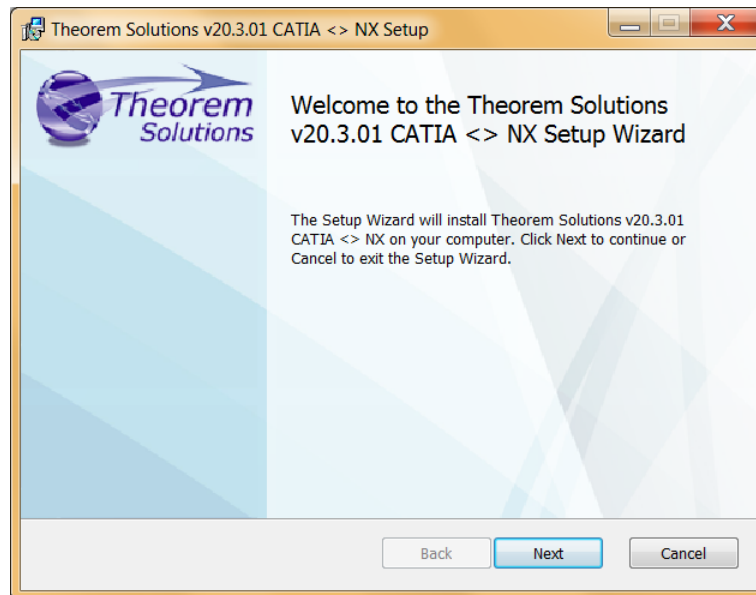 Theorem Solutions v20.3.01 CATIA <> NX Setup
Theorem
Solutions
Welcome to the Theorem Solutions
v20.3.01 CATIA <> NX Setup Wizard
The Setup Wizard will install Theorem Solutions v20.3.01
CATIA <> NX on your computer. Click Next to continue or
Cancel to exit the Setup Wizard.
Back
Next
Cancel